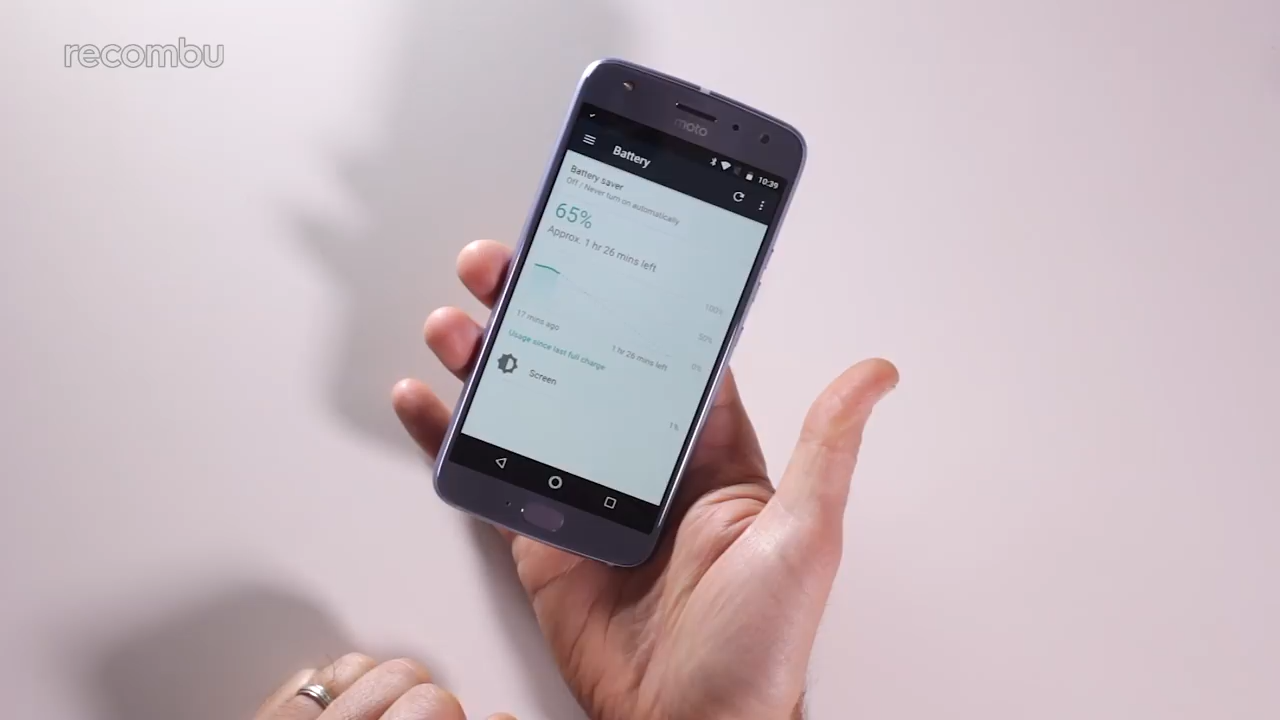 recombu
moto
10:39
Battery
Battery saver
Off / Never turn on automatically
65%
Approx. 1 hr 26 mins left
100%
50%
0%
17 mins ago
1 hr 26 mins left
Usage since last full charge
Screen
1%